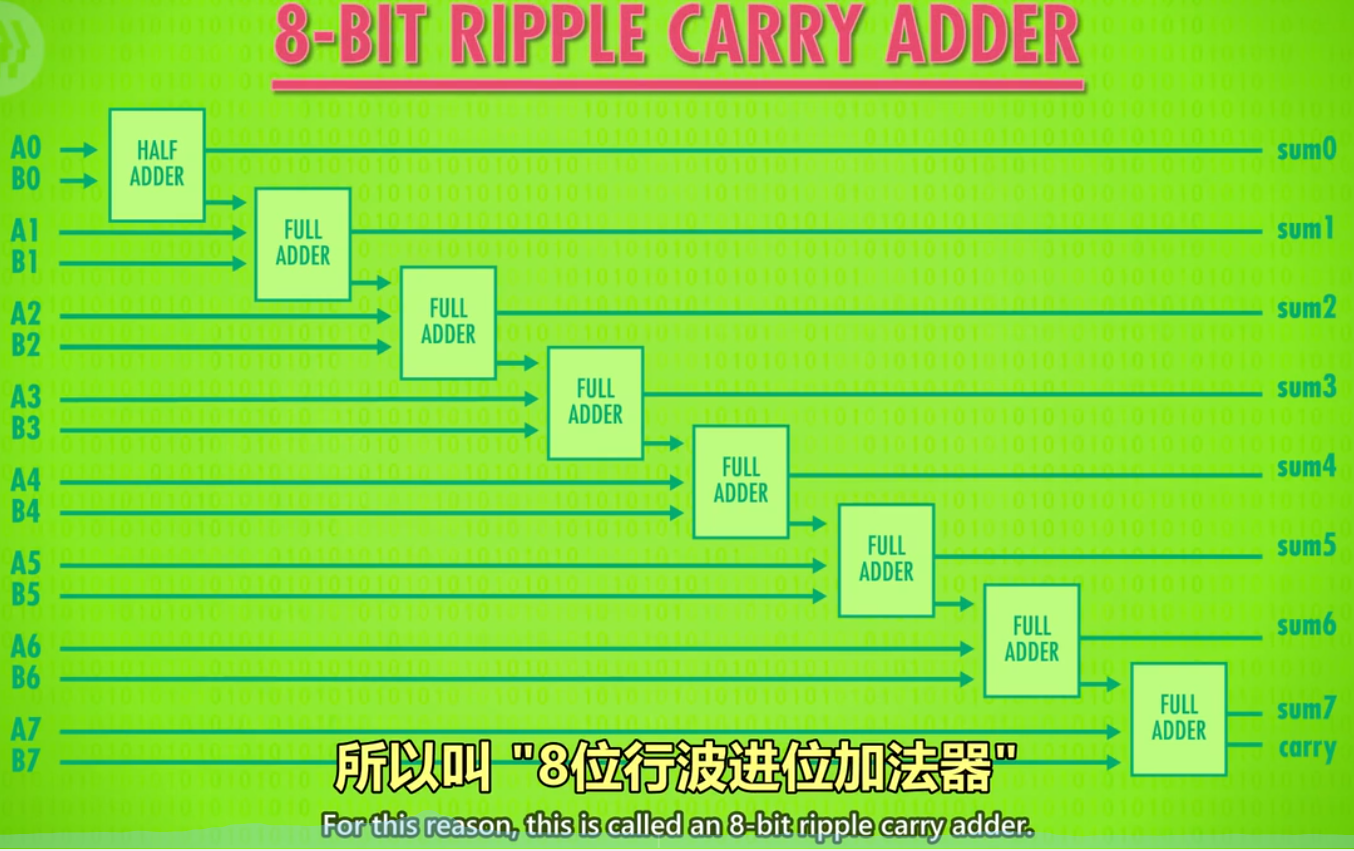 8-BIT RIPPLE CARRY ADDER
A0
B0
HALF
ADDER
sum0
A1
B1
FULL
ADDER
sum1
A2
B2
FULL
ADDER
sum2
A3
B3
FULL
ADDER
sum3
A4
B4
FULL
ADDER
sum4
A5
B5
FULL
ADDER
sum5
A6
B6
FULL
ADDER
sum6
A7
B7
FULL
ADDER
sum7
carry
所以叫 "8位行波进位加法器"
For this reason, this is called an 8-bit ripple carry adder.